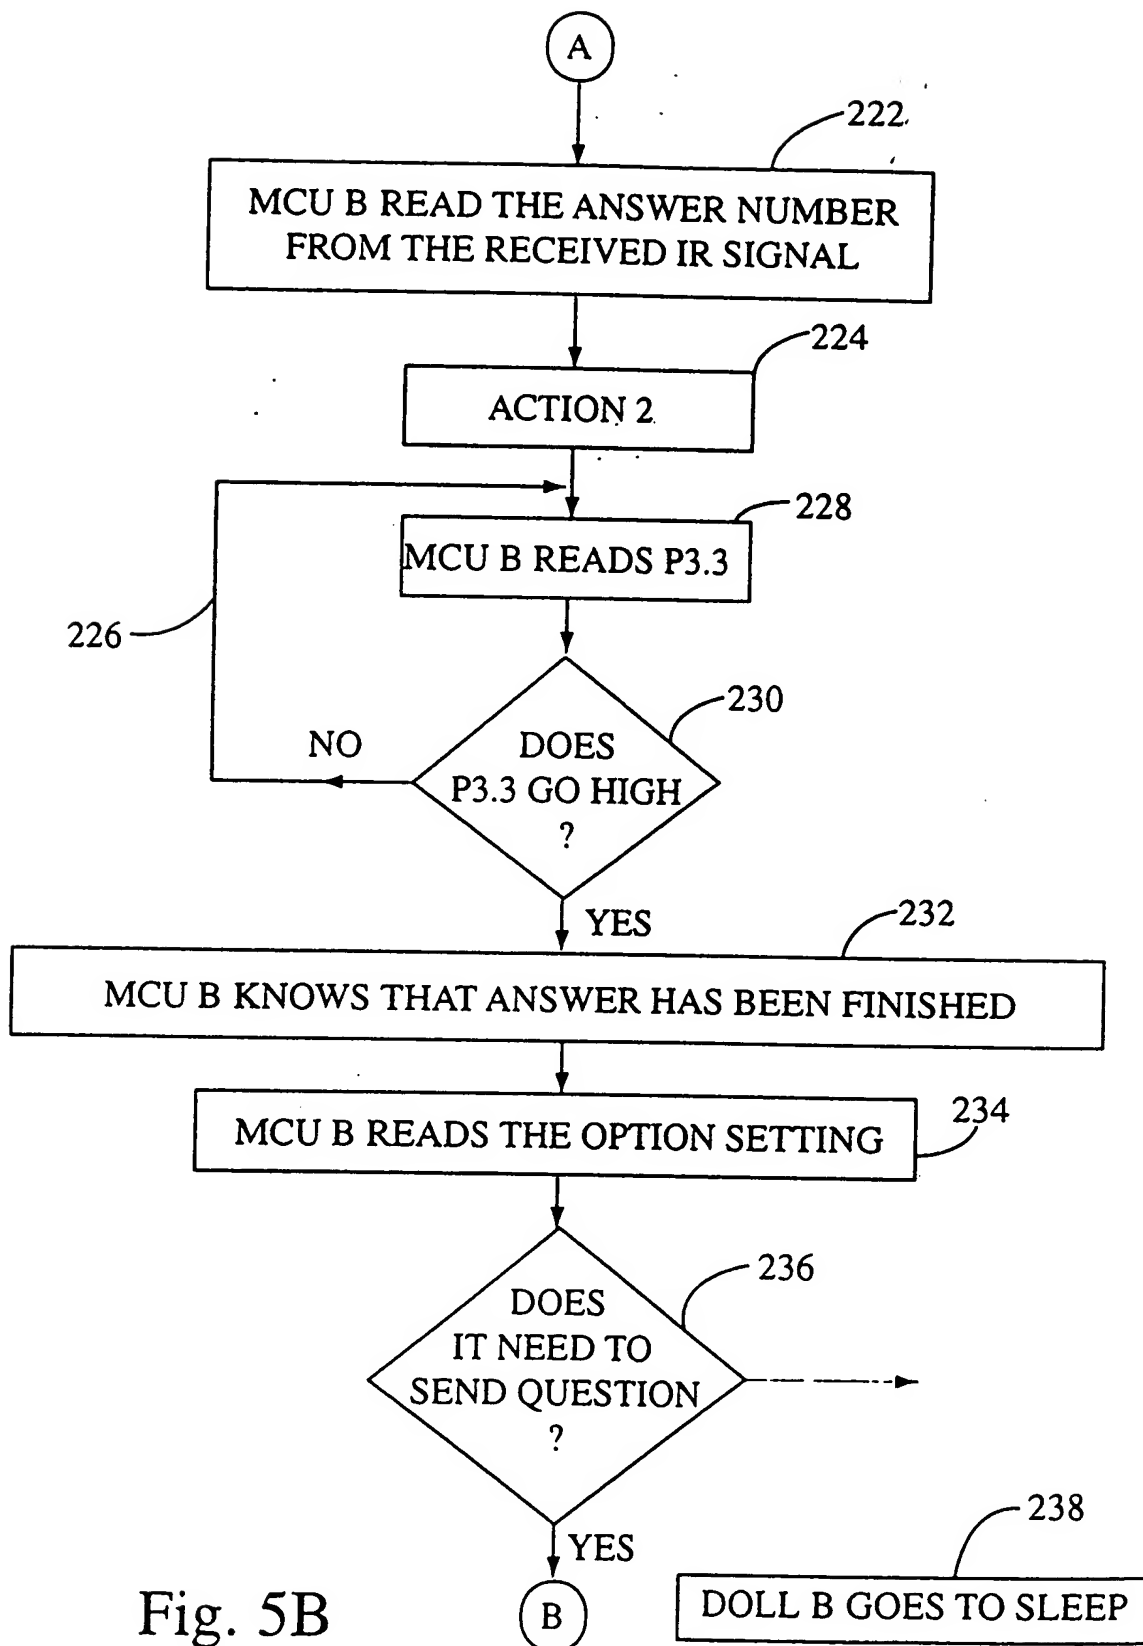 A
222
MCU B READ THE ANSWER NUMBER
FROM THE RECEIVED IR SIGNAL
224
ACTION 2
228
MCU B READS P3.3
226
230
NO
DOES
P3.3 GO HIGH
?
YES
232
MCU B KNOWS THAT ANSWER HAS BEEN FINISHED
234
MCU B READS THE OPTION SETTING
236
DOES
IT NEED TO
SEND QUESTION
?
YES
238
B
DOLL B GOES TO SLEEP
Fig. 5B